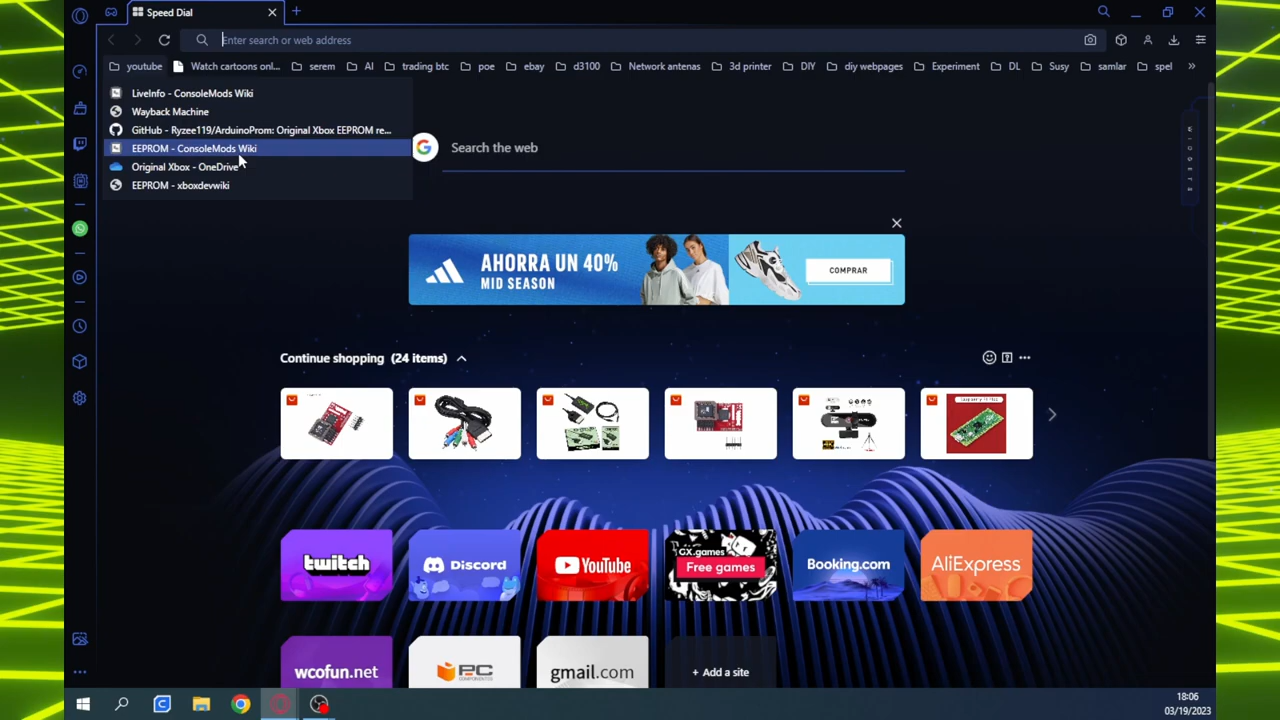 Speed Dial
Enter search or web address
youtube
Watch cartoons onl...
serem
AI
trading btc
poe
ebay
d3100
Network antenas
3d printer
DIY
diy webpages
Experiment
DL
Susy
samlar
spel
LiveInfo - ConsoleMods Wiki
Wayback Machine
GitHub - Ryzee119/ArduinoProm: Original Xbox EEPROM re...
EEPROM - ConsoleMods Wiki
Original Xbox - OneDrive
EEPROM - xboxdevwiki
Search the web
WIDGETS
AHORRA UN 40%
MID SEASON
COMPRAR
Continue shopping (24 items)
twitch
Discord
YouTube
GX.games
Free games
Booking.com
AliExpress
wcofun.net
PC
COMPONENTES
gmail.com
+ Add a site
18:06
03/19/2023